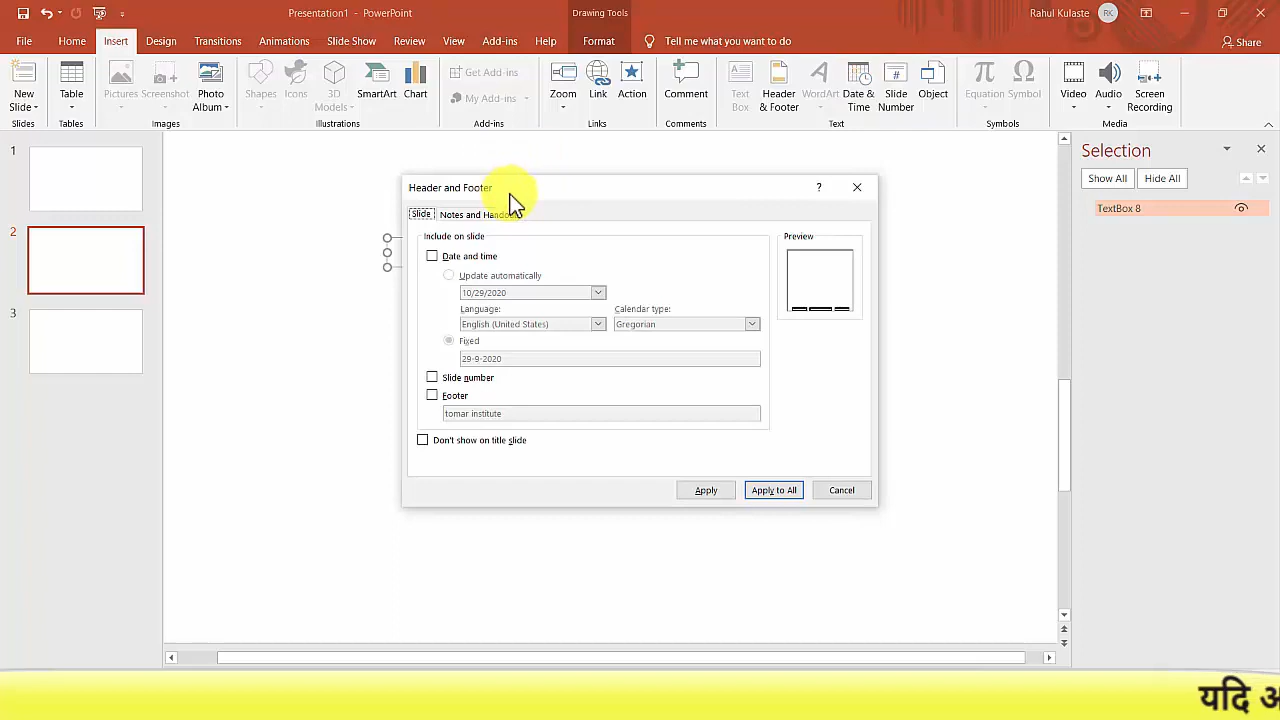 Presentation1 - PowerPoint
Drawing Tools
Rahul Kulaste RK
File Home Insert Design Transitions Animations Slide Show Review View Add-ins Help Format Tell me what you want to do Share
New Slide
Table
Pictures
Screenshot
Photo Album
Shapes
Icons
3D Models
SmartArt
Chart
Get Add-ins
My Add-ins
Zoom
Link
Action
Comment
Text Box
Header & Footer
WordArt
Date & Time
Slide Number
Object
Equation
Symbol
Video
Audio
Screen Recording
Slides Tables Images Illustrations Add-ins Links Comments Text Symbols Media
1
2
3
Header and Footer ?
Slide Notes and
Include on slide
Date and time
Update automatically
10/29/2020
Language: Calendar type:
English (United States) Gregorian
Fixed
29-9-2020
Slide number
Footer
tomar institute
Don't show on title slide
Preview
Apply Apply to All Cancel
Selection
Show All Hide All
TextBox 8
यदि